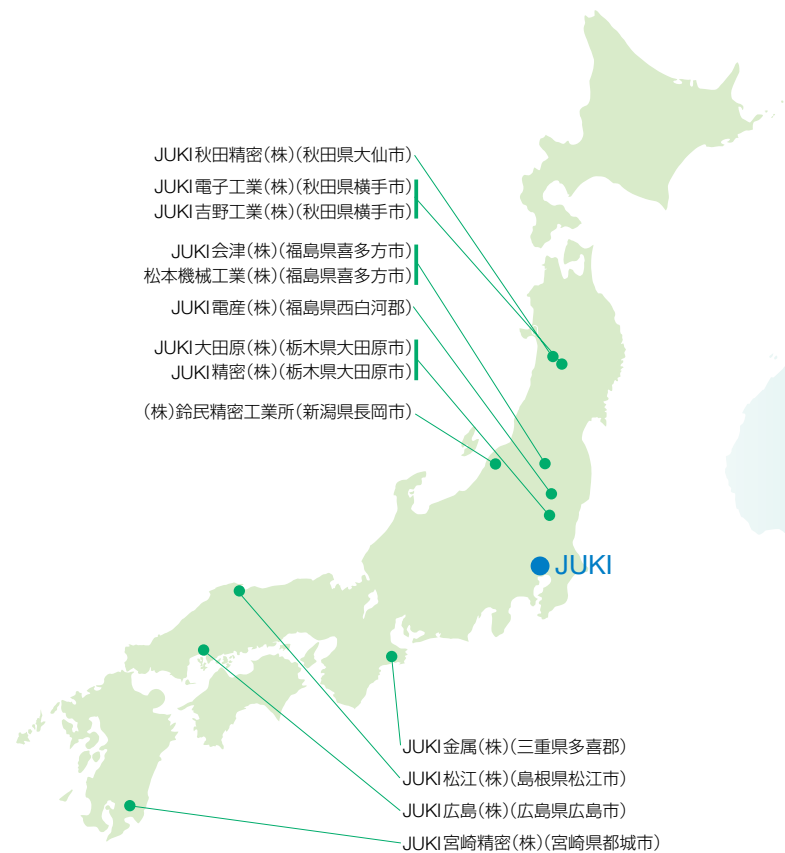 JUKI秋田精密(株)(秋田県大仙市)
JUKI電子工業(株)(秋田県横手市)
JUKI吉野工業(株)(秋田県横手市)
JUKI会津(株)(福島県喜多方市)
松本機械工業(株)(福島県喜多方市)
JUKI電産(株)(福島県西白河郡)
JUKI大田原(株)(栃木県大田原市)
JUKI精密(株)(栃木県大田原市)
(株)鈴民精密工業所(新潟県長岡市)
JUKI
JUKI金属(株)(三重県多喜郡)
JUKI松江(株)(島根県松江市)
JUKI広島(株)(広島県広島市)
JUKI宮崎精密(株)(宮崎県都城市)